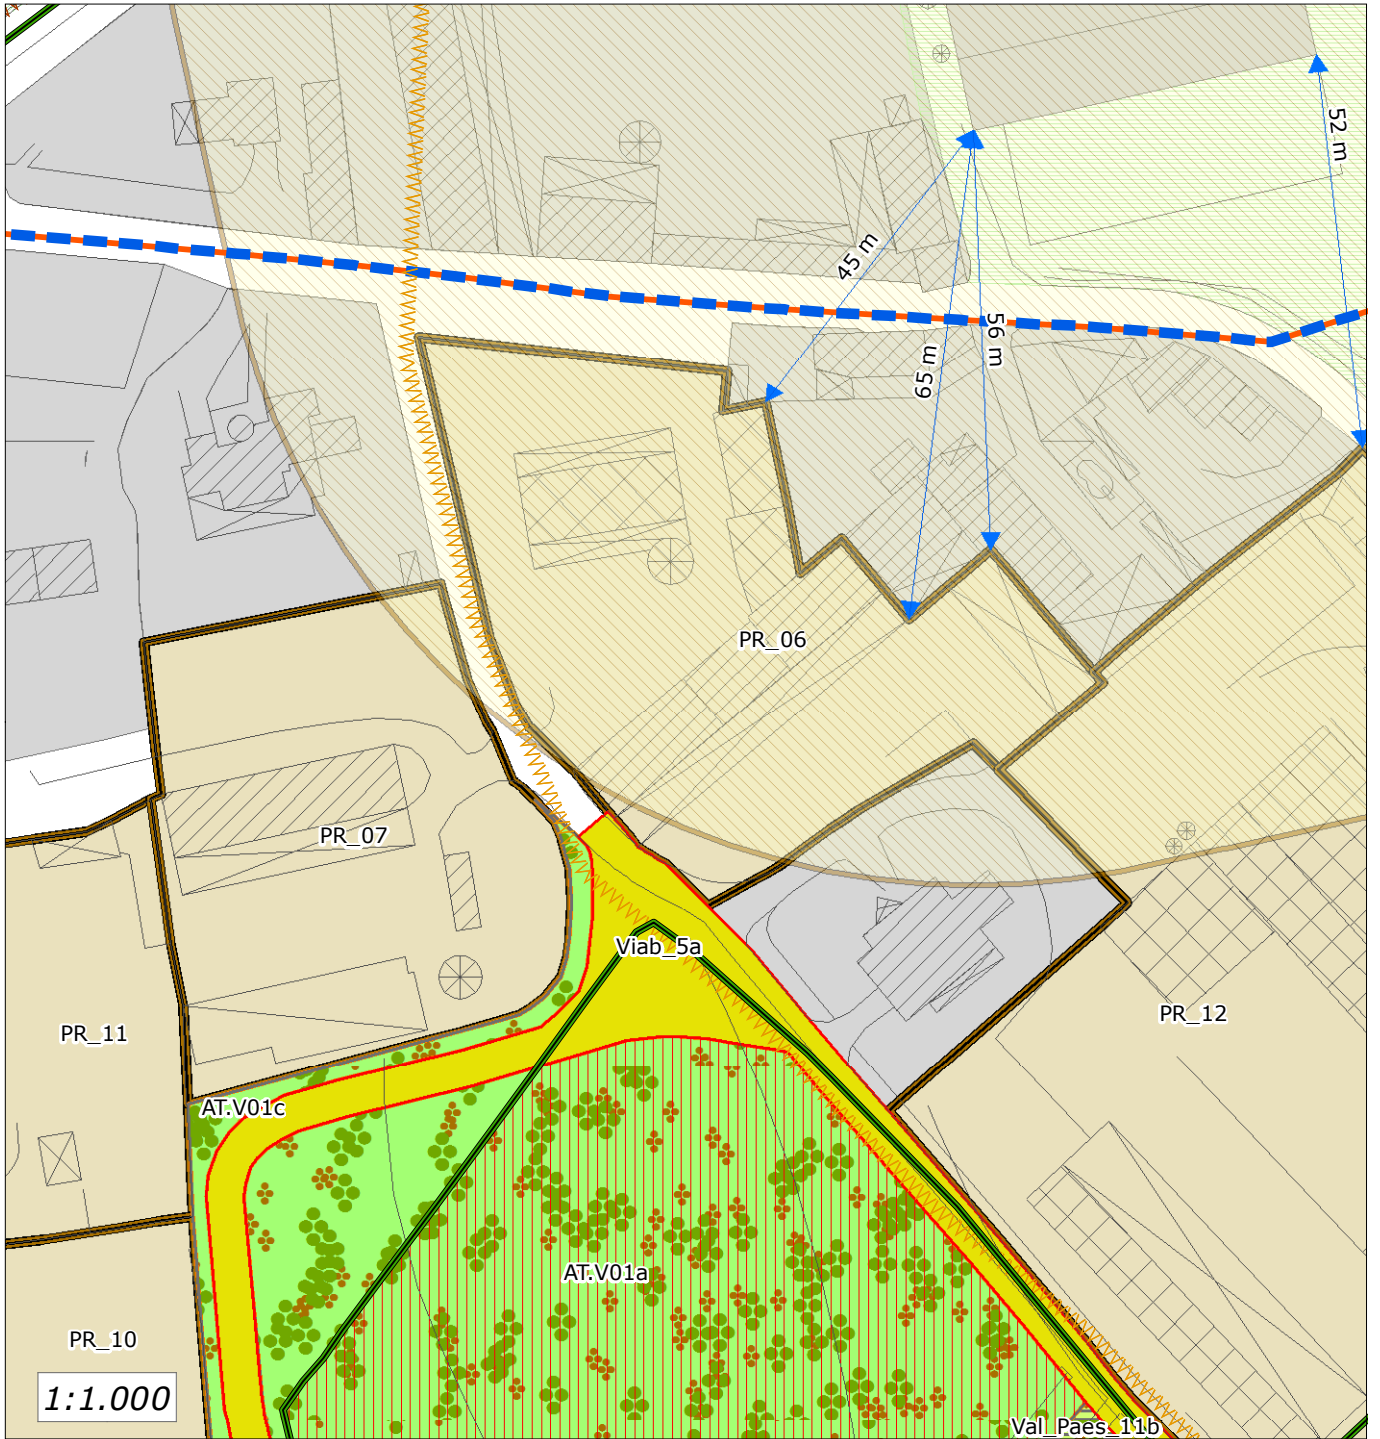 52 m
45 m
56 m
65 m
PR_06
PR_07
Viab_5a
PR_12
PR_11
AT.V01c
AT.V01a
PR_10
1:1.000
Val_Paes_11b